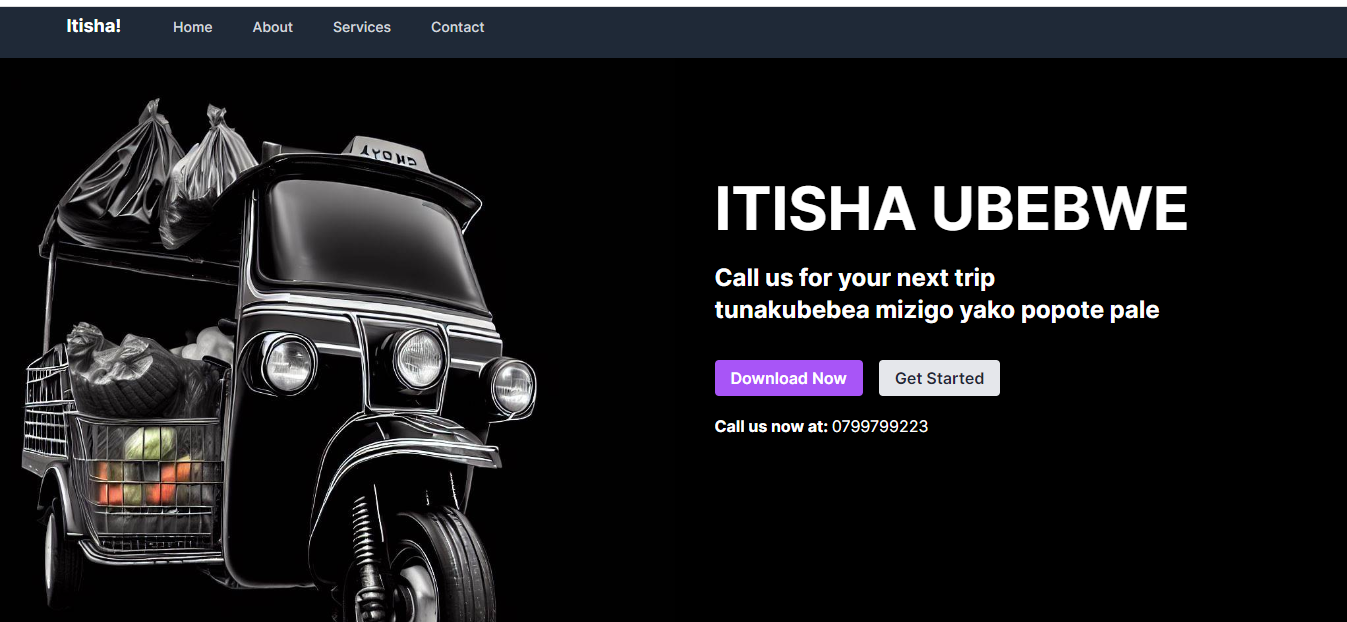 Itisha!
Home
About
Services
Contact
ITISHA UBEBWE
Call us for your next trip
tunakubebea mizigo yako popote pale
Download Now
Get Started
Call us now at: 0799799223